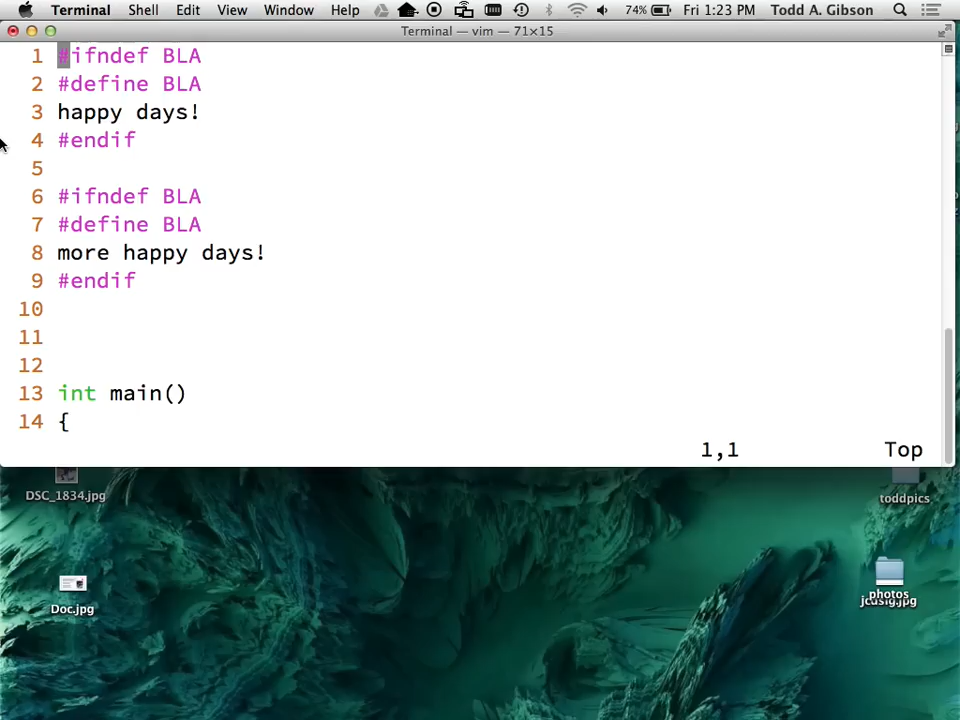 Terminal Shell Edit View Window Help 74% Fri 1:23 PM Todd A. Gibson
Terminal — vim — 71×15
1 #ifndef BLA
2 #define BLA
3 happy days!
4 #endif
5
6 #ifndef BLA
7 #define BLA
8 more happy days!
9 #endif
10
11
12
13 int main()
14 {
1,1 Top
DSC_1834.jpg
toddpics
Doc.jpg
photos
jcdsig.jpg